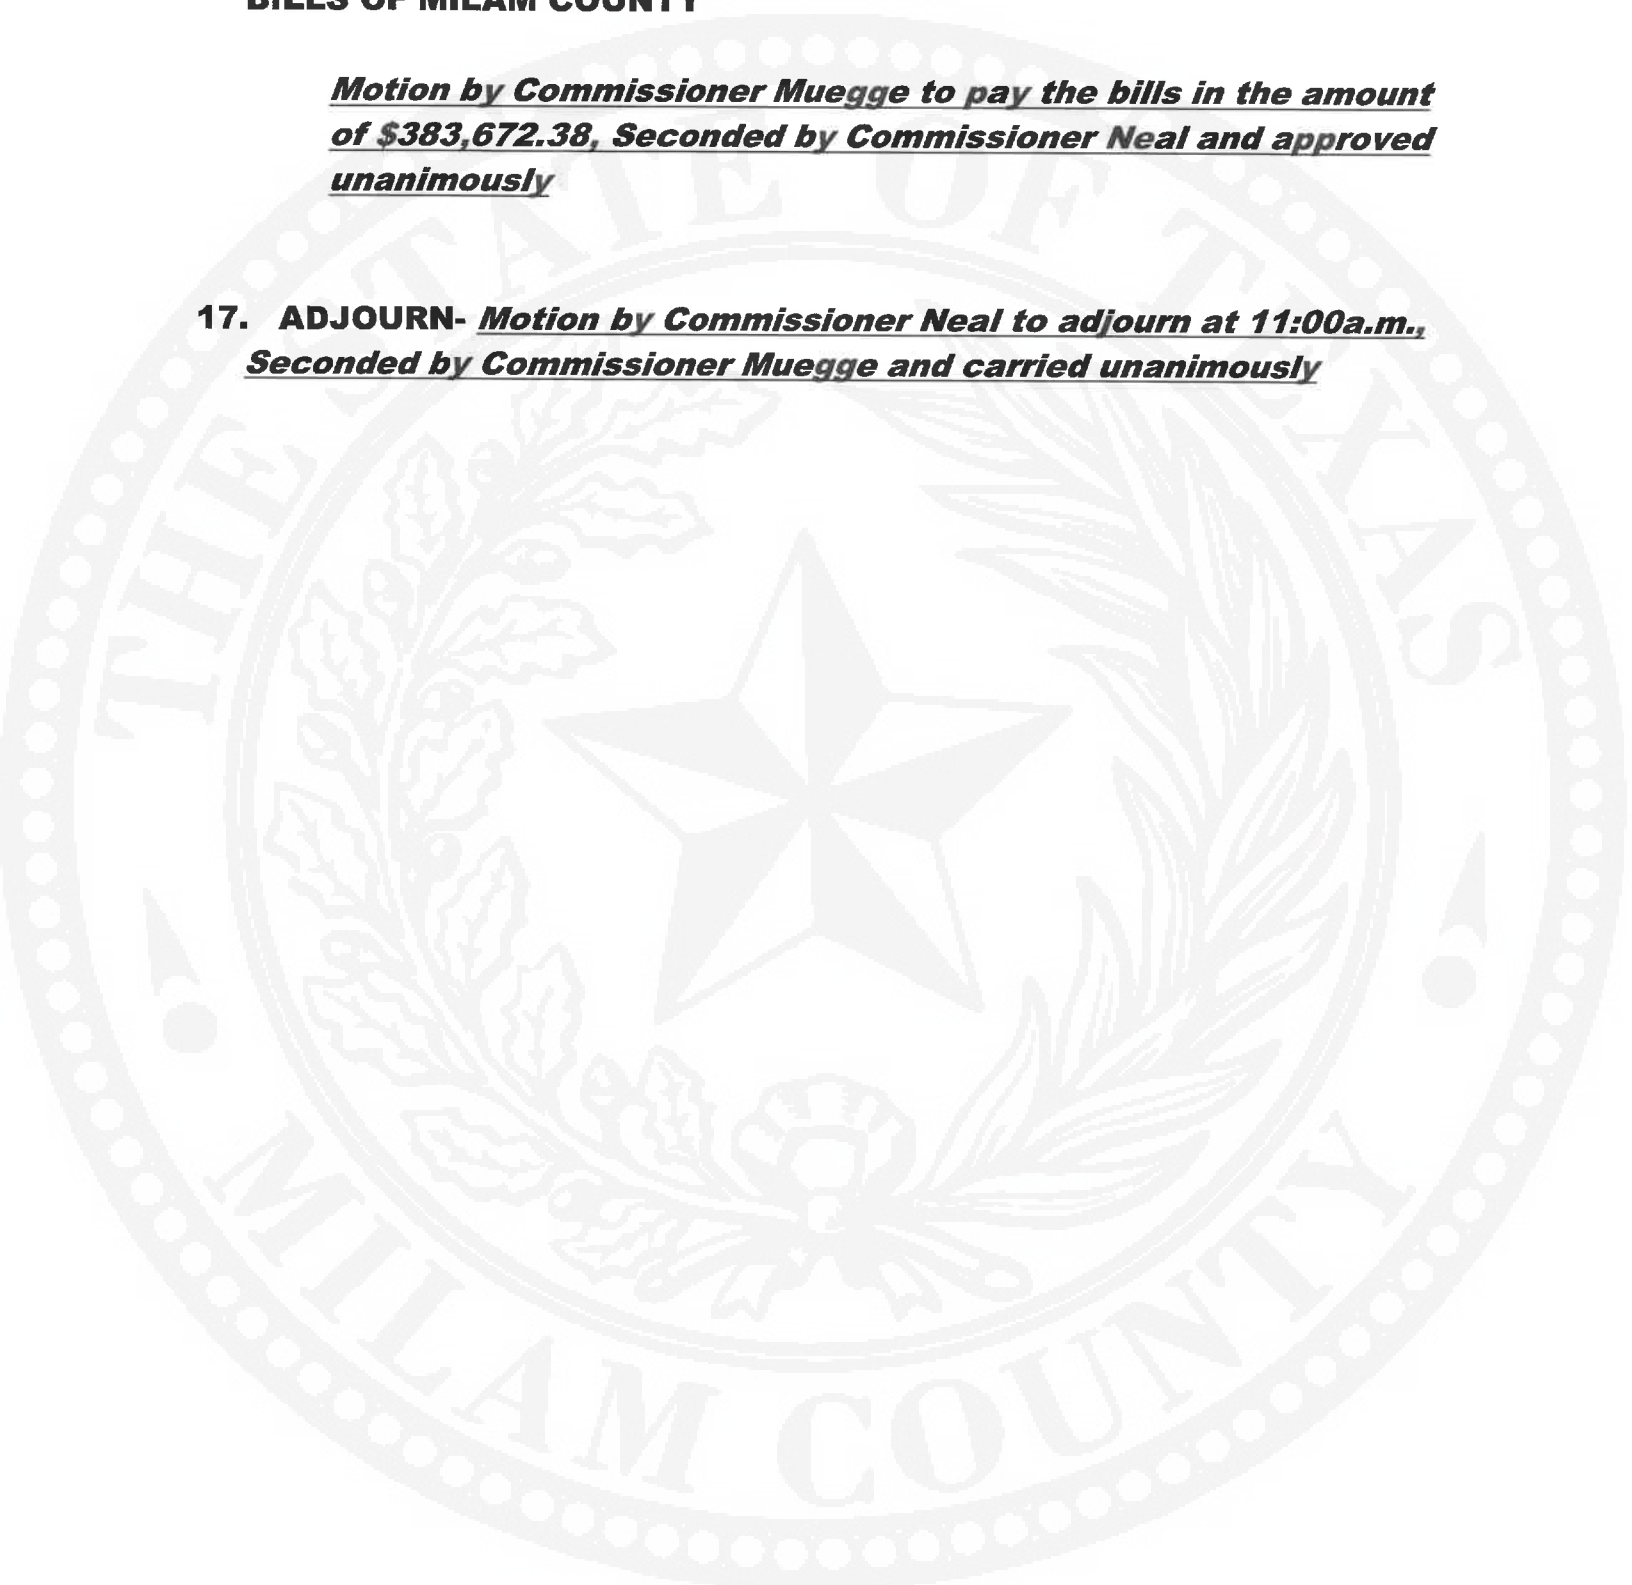 BILLS OF MILAM COUNTY
Motion by Commissioner Muegge to pay the bills in the amount
of $383,672.38, Seconded by Commissioner Neal and approved
unanimously
17. ADJOURN- Motion by Commissioner Neal to adjourn at 11:00a.m.,
Seconded by Commissioner Muegge and carried unanimously
THE STATE OF TEXAS
MILAM COUNTY